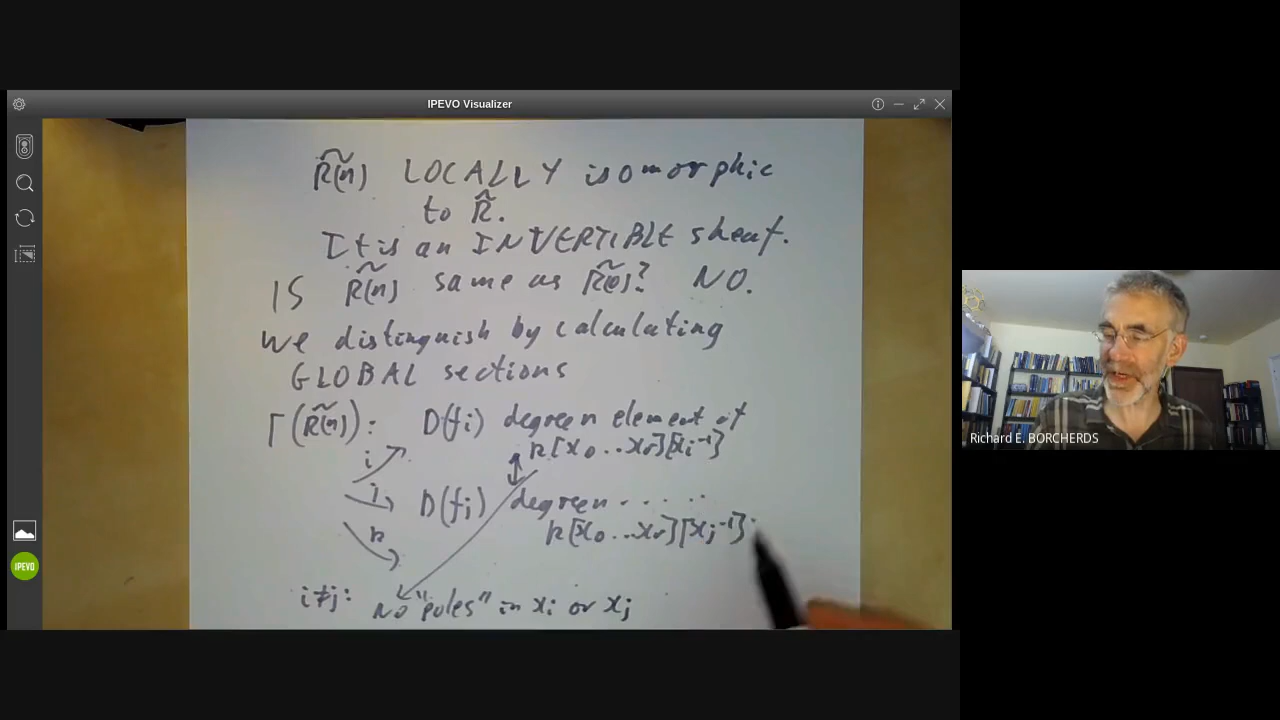 IPEVO Visualizer
R̃(n) LOCALLY isomorphic
to R̃.
It is an INVERTIBLE sheaf.
IS R̃(n) same as R̃(0)? NO.
We distinguish by calculating
GLOBAL sections
Γ(R̃(n)): D(fi) degree n element of
k[x0...xr][xi⁻¹]
i
j
D(fj) degree n . . . . .
k[x0...xr][xj⁻¹]
k
i≠j: NO "poles" in xi or xj
Richard E. BORCHERDS
IPEVO